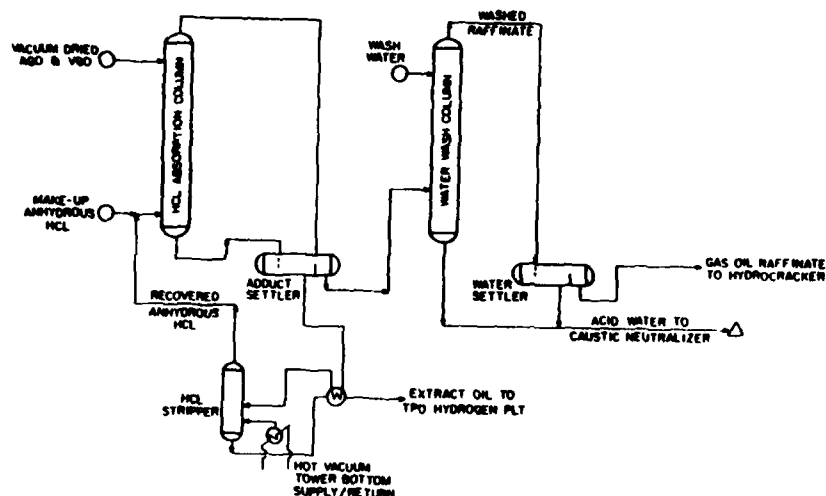 WASHED
RAFFINATE
VACUUM DRIED
AGO & VGO
WASH
WATER
HCL ABSORPTION COLUMN
WATER WASH COLUMN
MAKE-UP
ANHYDROUS
HCL
ADDUCT
SETTLER
WATER
SETTLER
GAS OIL RAFFINATE
TO HYDROCRACKER
RECOVERED
ANHYDROUS
HCL
ACID WATER TO
CAUSTIC NEUTRALIZER
HCL
STRIPPER
W
EXTRACT OIL TO
TPO HYDROGEN PLT
W
HOT VACUUM
TOWER BOTTOM
SUPPLY/RETURN